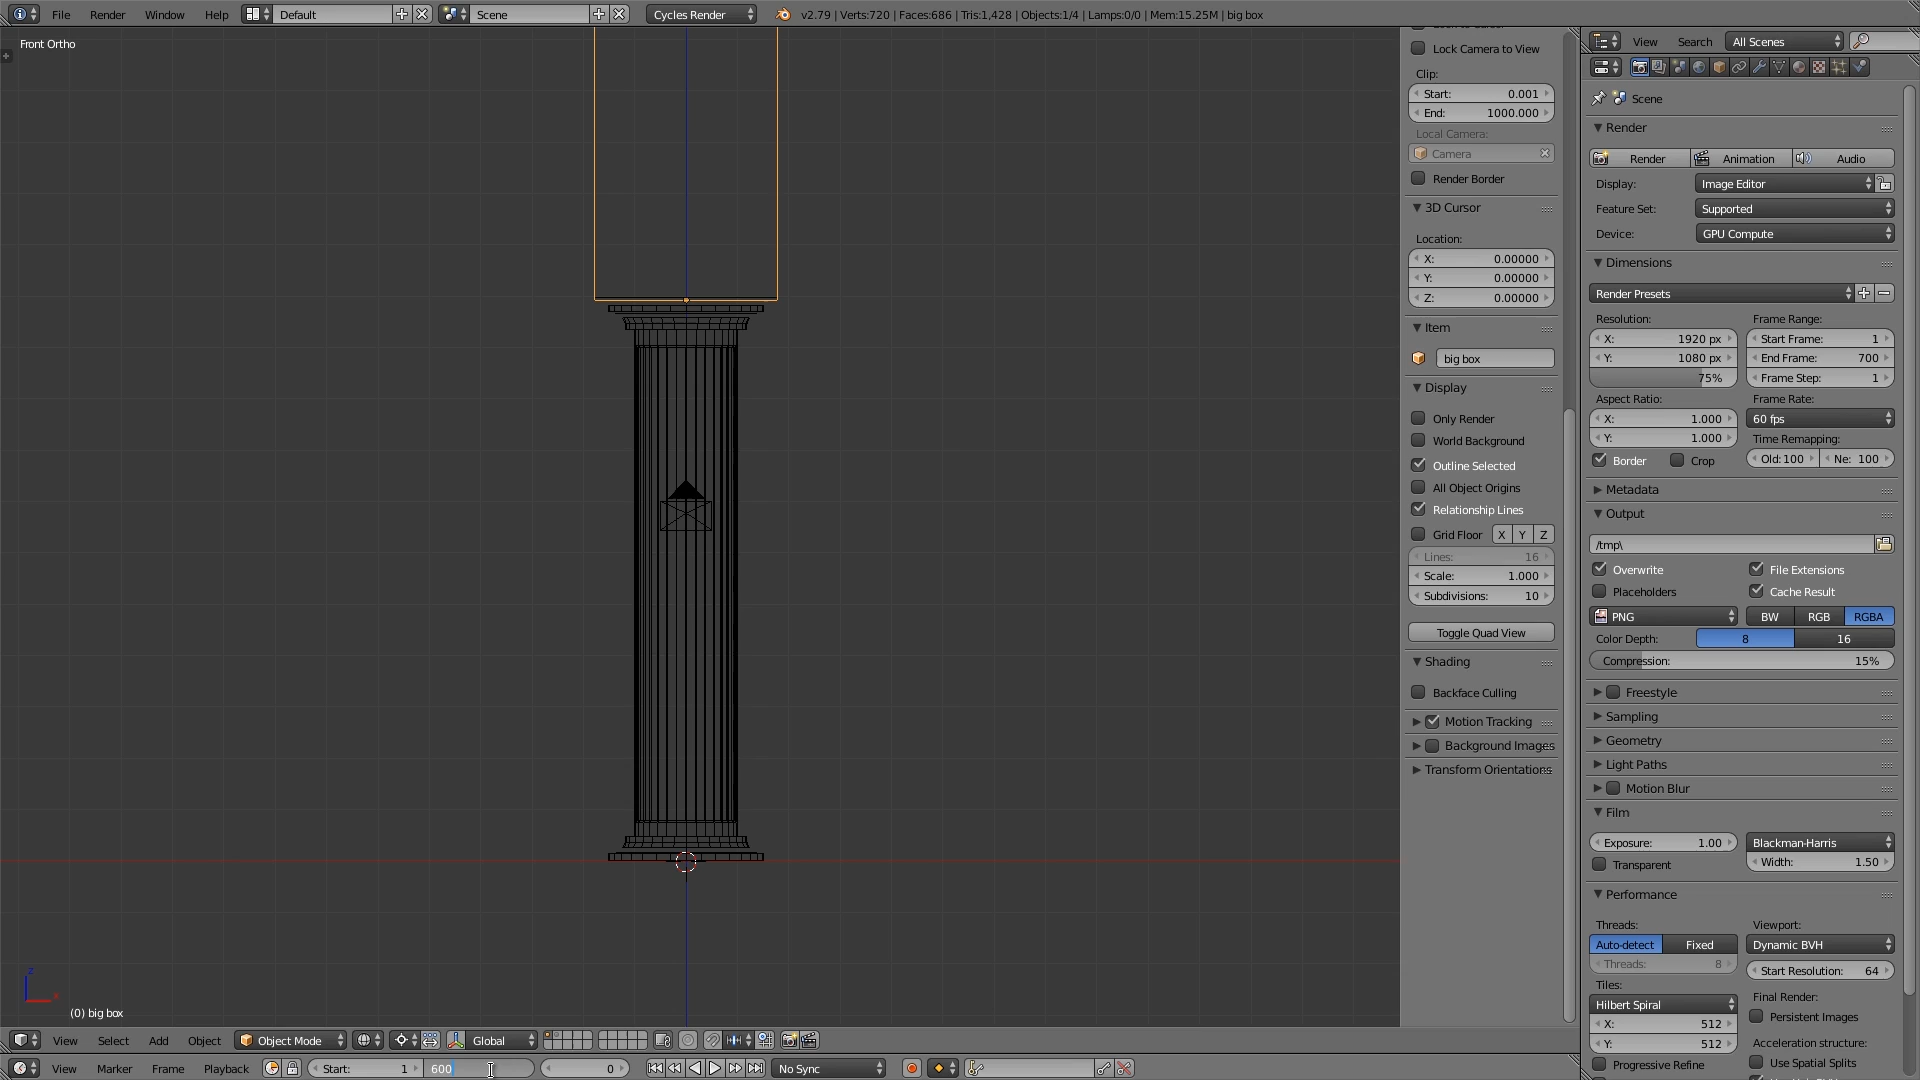 File Render Window Help Default Scene Cycles Render v2.79 | Verts:720 | Faces:686 | Tris:1,428 | Objects:1/4 | Lamps:0/0 | Mem:15.25M | big box
Front Ortho
(0) big box
View Select Add Object Object Mode Global
View Marker Frame Playback Start: 1 600 0 No Sync
Lock Camera to View
Clip:
Start: 0.001
End: 1000.000
Local Camera:
Camera
Render Border
3D Cursor
Location:
X: 0.00000
Y: 0.00000
Z: 0.00000
Item
big box
Display
Only Render
World Background
Outline Selected
All Object Origins
Relationship Lines
Grid Floor X Y Z
Lines: 16
Scale: 1.000
Subdivisions: 10
Toggle Quad View
Shading
Backface Culling
Motion Tracking
Background Images
Transform Orientations
View Search All Scenes
Scene
Render
Render Animation Audio
Display: Image Editor
Feature Set: Supported
Device: GPU Compute
Dimensions
Render Presets
Resolution: Frame Range:
X: 1920 px Start Frame: 1
Y: 1080 px End Frame: 700
75% Frame Step: 1
Aspect Ratio: Frame Rate:
X: 1.000 60 fps
Y: 1.000 Time Remapping:
Border Crop Old: 100 Ne: 100
Metadata
Output
/tmp\
Overwrite File Extensions
Placeholders Cache Result
PNG BW RGB RGBA
Color Depth: 8 16
Compression: 15%
Freestyle
Sampling
Geometry
Light Paths
Motion Blur
Film
Exposure: 1.00 Blackman-Harris
Transparent Width: 1.50
Performance
Threads: Viewport:
Auto-detect Fixed Dynamic BVH
Threads: 8 Start Resolution: 64
Tiles: Final Render:
Hilbert Spiral Persistent Images
X: 512
Y: 512 Acceleration structure:
Progressive Refine Use Spatial Splits